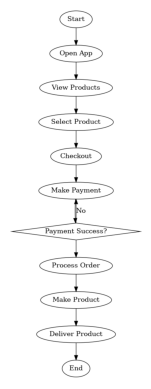 Start
Open App
View Products
Select Product
Checkout
Make Payment
No
Payment Success?
Process Order
Make Product
Deliver Product
End